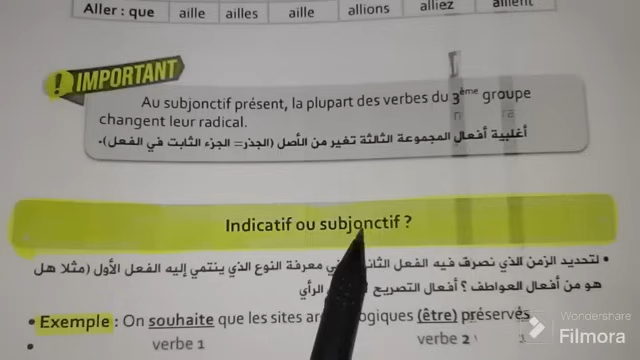 Aller : que aille ailles aille allions alliez aillent
! IMPORTANT
Au subjonctif présent, la plupart des verbes du 3ème groupe
changent leur radical.
أغلبية أفعال المجموعة الثالثة تغير من الأصل (الجذر= الجزء الثابت في الفعل).
Indicatif ou subjonctif ?
• لتحديد الزمن الذي نصرف فيه الفعل الثاني معرفة النوع الذي ينتمي إليه الفعل الأول (مثلا هل
هو من أفعال العواطف ؟ أفعال التصريح الرأي
• Exemple : On souhaite que les sites logiques (être) préservés
verbe 1 verbe 2
Wondershare
Filmora